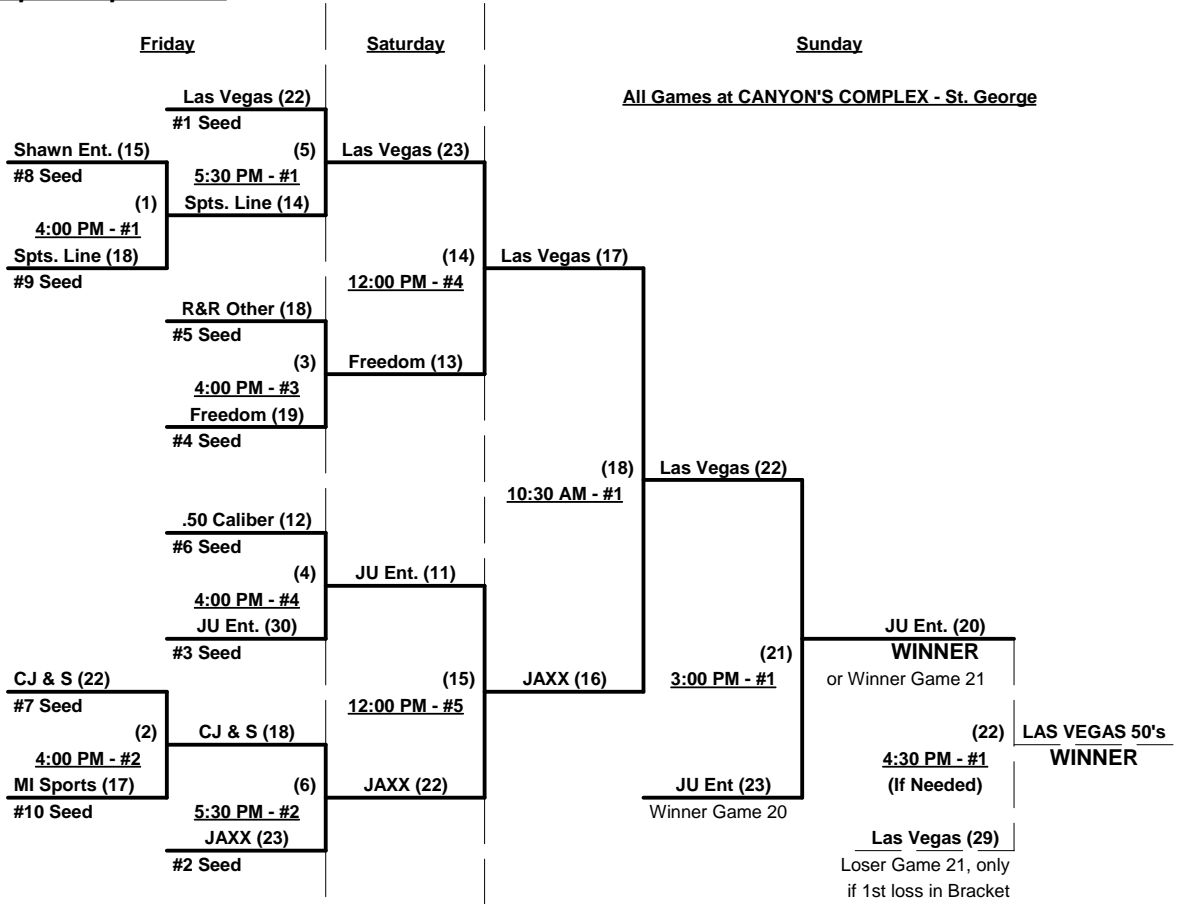 Friday
Saturday
Sunday
All Games at CANYON'S COMPLEX - St. George
Las Vegas (22)
#1 Seed
Shawn Ent. (15)
#8 Seed
(5)
5:30 PM - #1
Las Vegas (23)
(1)
4:00 PM - #1
Spts. Line (14)
Spts. Line (18)
#9 Seed
(14)
12:00 PM - #4
Las Vegas (17)
R&R Other (18)
#5 Seed
(3)
4:00 PM - #3
Freedom (13)
Freedom (19)
#4 Seed
(18)
10:30 AM - #1
Las Vegas (22)
.50 Caliber (12)
#6 Seed
(4)
4:00 PM - #4
JU Ent. (11)
JU Ent. (30)
#3 Seed
(21)
3:00 PM - #1
JU Ent. (20)
WINNER
or Winner Game 21
CJ & S (22)
#7 Seed
(15)
12:00 PM - #5
JAXX (16)
(2)
4:00 PM - #2
CJ & S (18)
MI Sports (17)
#10 Seed
(6)
5:30 PM - #2
JAXX (22)
JAXX (23)
#2 Seed
JU Ent (23)
Winner Game 20
(22)
4:30 PM - #1
(If Needed)
LAS VEGAS 50's
WINNER
Las Vegas (29)
Loser Game 21, only
if 1st loss in Bracket